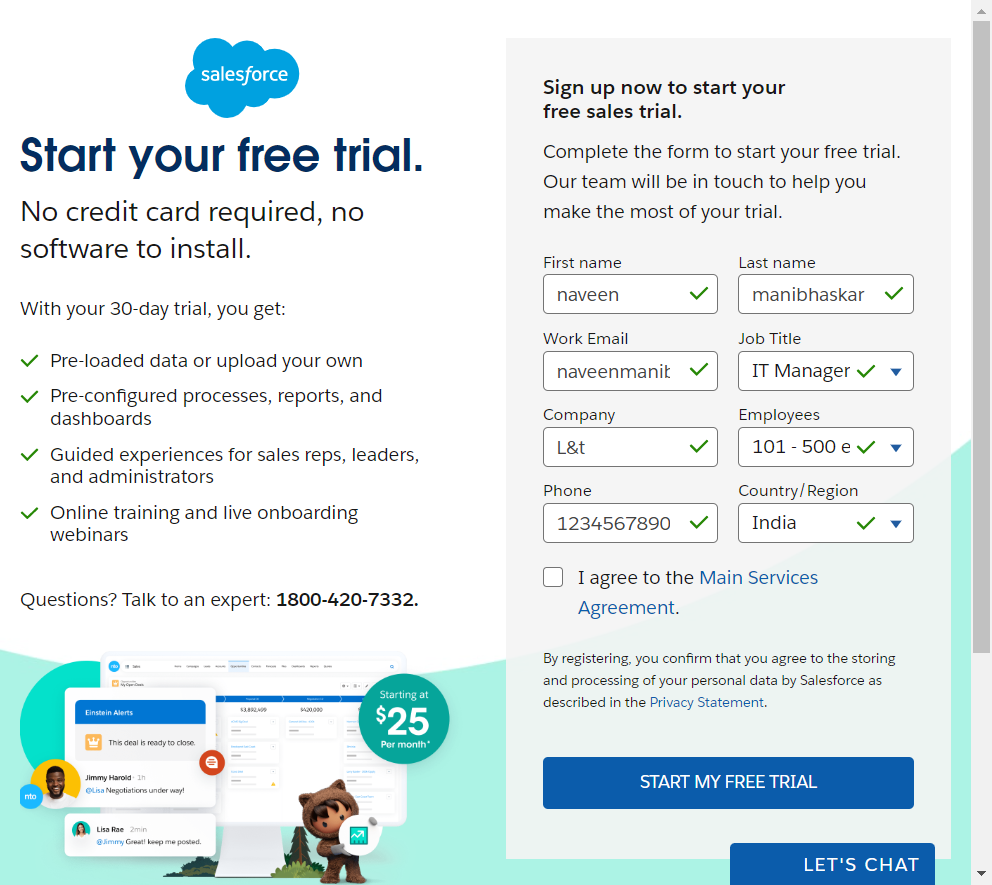 salesforce
Start your free trial.
No credit card required, no
software to install.
With your 30-day trial, you get:
Pre-loaded data or upload your own
Pre-configured processes, reports, and
dashboards
Guided experiences for sales reps, leaders,
and administrators
Online training and live onboarding
webinars
Questions? Talk to an expert: 1800-420-7332.
nto
Sales
Einstein Alerts
This deal is ready to close.
Jimmy Harold · 1h
@Lisa Negotiations under way!
nto
Lisa Rae · 2min
@Jimmy Great! keep me posted.
$3,892,499
$420,000
Starting at
$25
Per month*
Sign up now to start your
free sales trial.
Complete the form to start your free trial.
Our team will be in touch to help you
make the most of your trial.
First name
Last name
naveen
manibhaskar
Work Email
Job Title
naveenmanib
IT Manager
Company
Employees
L&t
101 - 500 e
Phone
Country/Region
1234567890
India
I agree to the Main Services
Agreement.
By registering, you confirm that you agree to the storing
and processing of your personal data by Salesforce as
described in the Privacy Statement.
START MY FREE TRIAL
LET'S CHAT